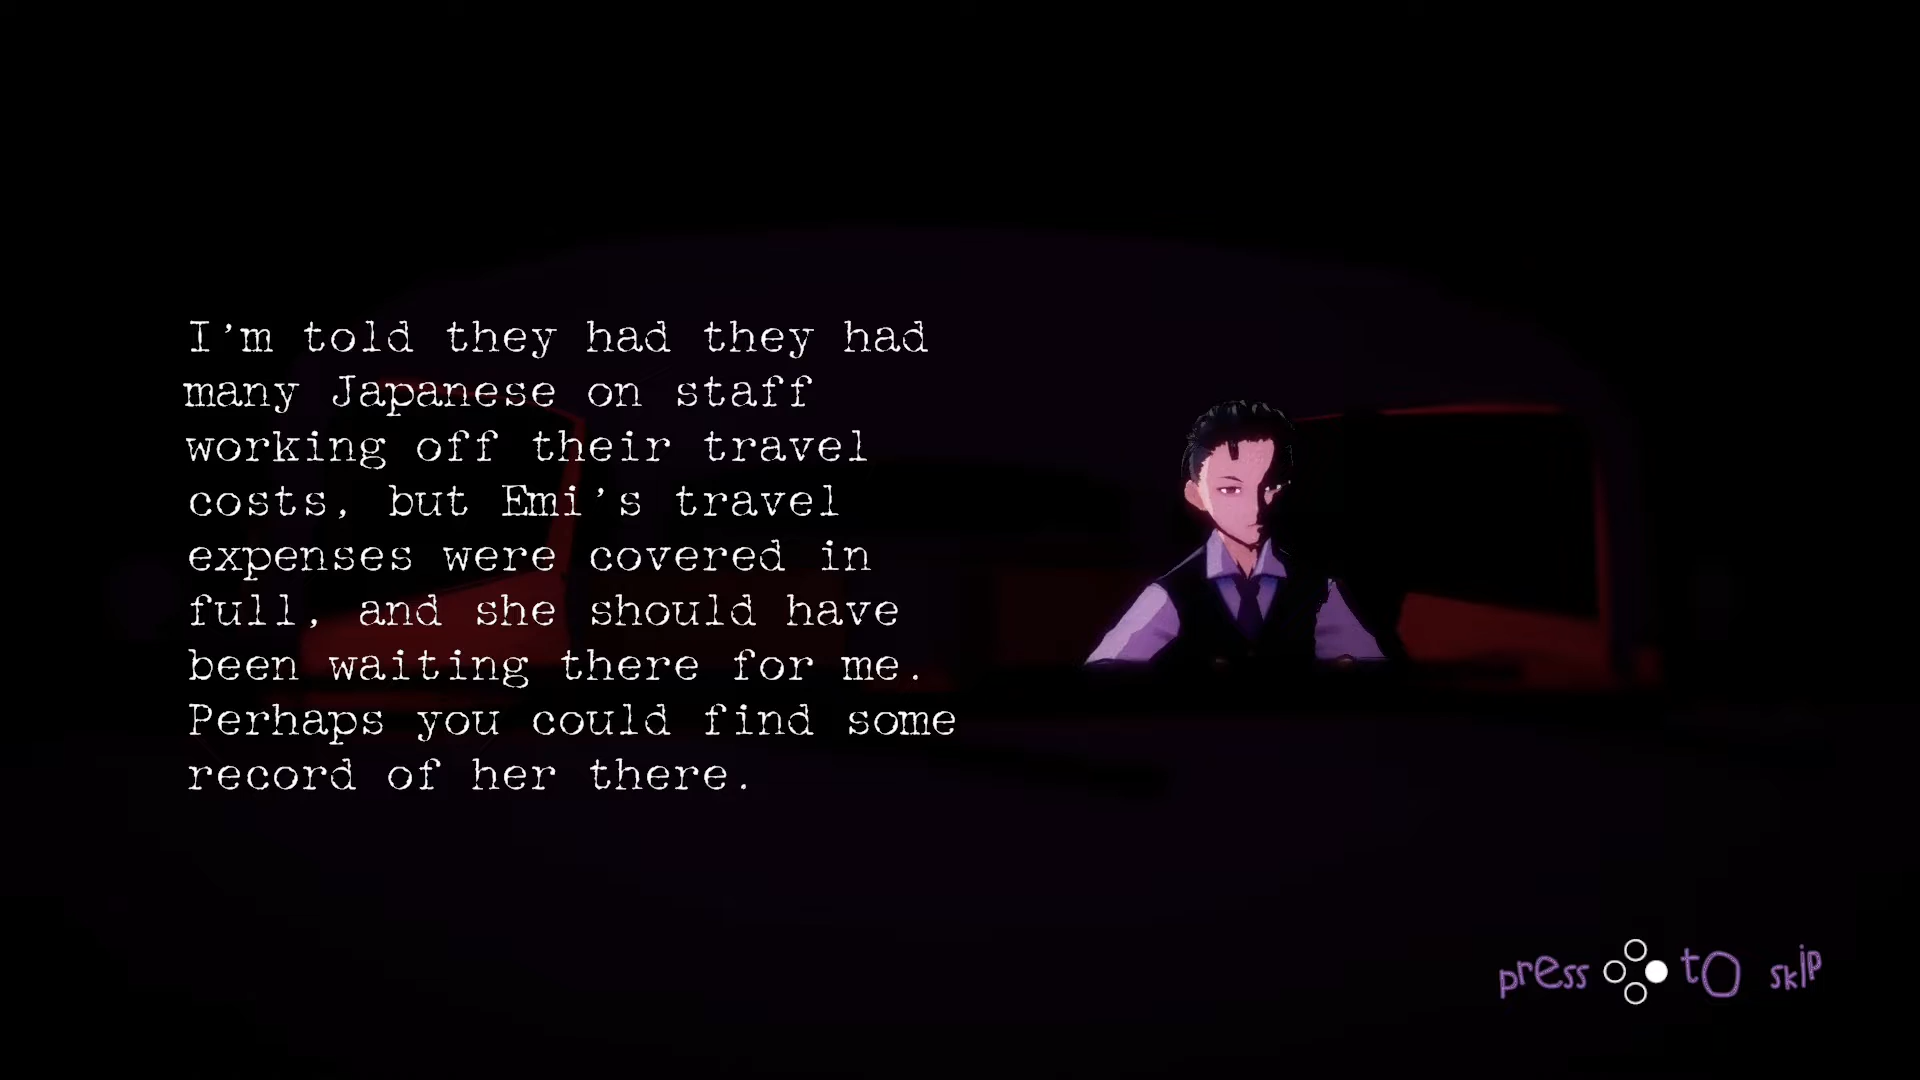 I'm told they had they had
many Japanese on staff
working off their travel
costs, but Emi's travel
expenses were covered in
full, and she should have
been waiting there for me.
Perhaps you could find some
record of her there.
press to skip